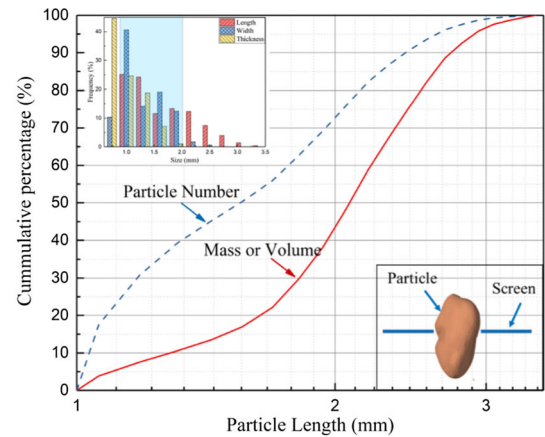 Length
Width
Thickness
Frequency (%)
40
30
20
10
0
1.0
1.5
2.0
2.5
3.0
3.5
Size (mm)
Cummulative percentage (%)
100
90
80
70
60
50
40
30
20
10
0
Particle Number
Mass or Volume
Particle
Screen
1
2
3
Particle Length (mm)